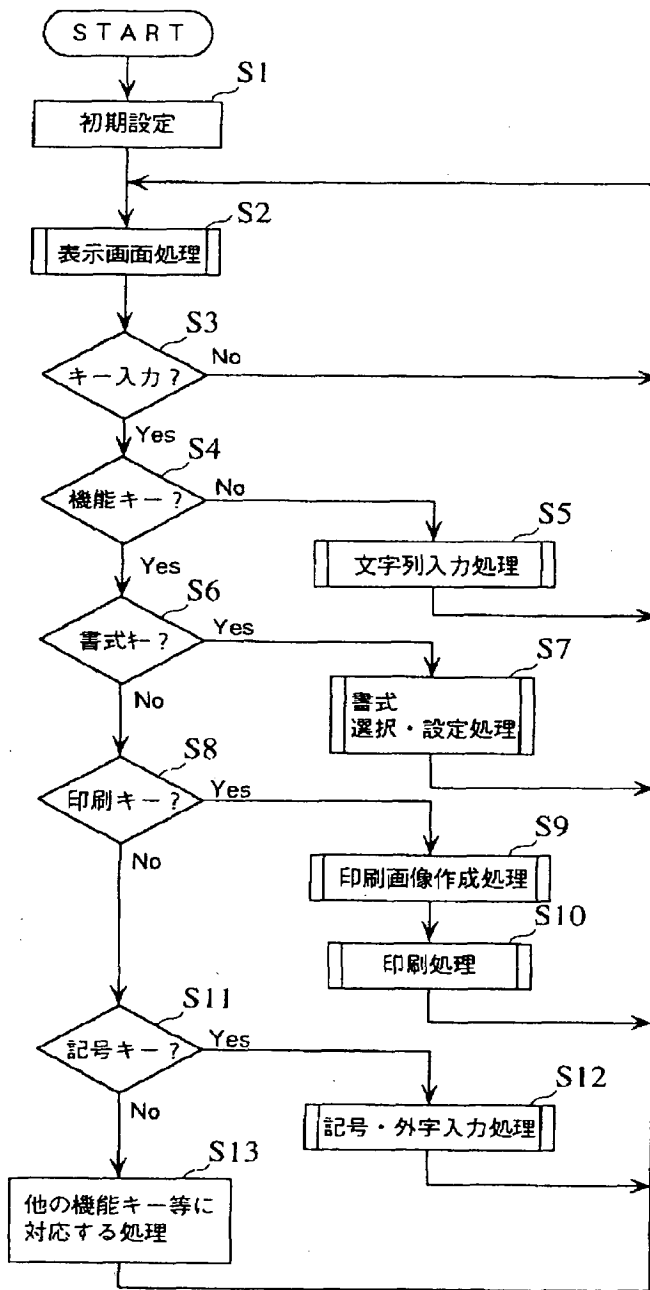 START
S1
初期設定
S2
表示画面処理
S3
キー入力?
No
Yes
S4
機能キー?
No
Yes
S5
文字列入力処理
S6
書式キー?
Yes
No
S7
書式
選択・設定処理
S8
印刷キー?
Yes
No
S9
印刷画像作成処理
S10
印刷処理
S11
記号キー?
Yes
No
S12
記号・外字入力処理
S13
他の機能キー等に
対応する処理